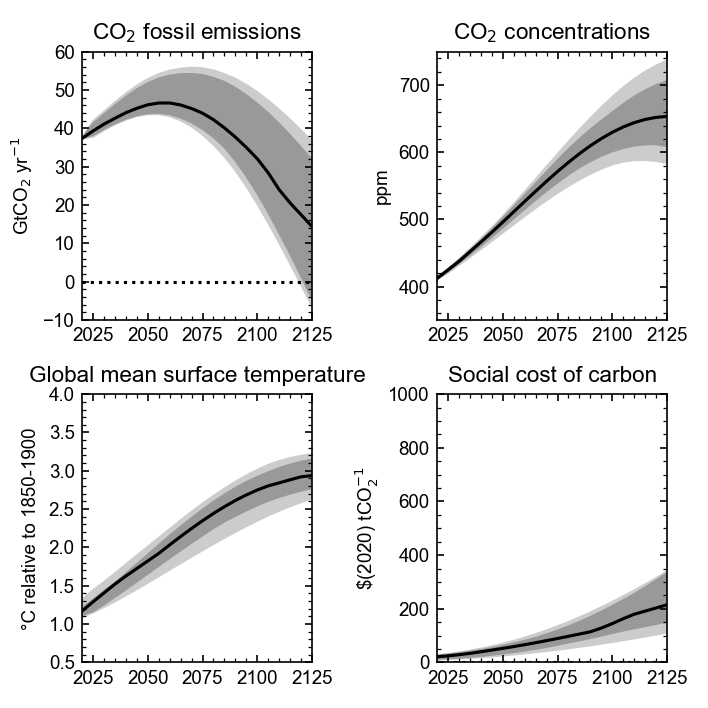 CO₂ fossil emissions
GtCO₂ yr⁻¹
60
50
40
30
20
10
0
−10
2025 2050 2075 2100 2125
CO₂ concentrations
ppm
700
600
500
400
2025 2050 2075 2100 2125
Global mean surface temperature
°C relative to 1850-1900
4.0
3.5
3.0
2.5
2.0
1.5
1.0
0.5
2025 2050 2075 2100 2125
Social cost of carbon
$(2020) tCO₂⁻¹
1000
800
600
400
200
0
2025 2050 2075 2100 2125